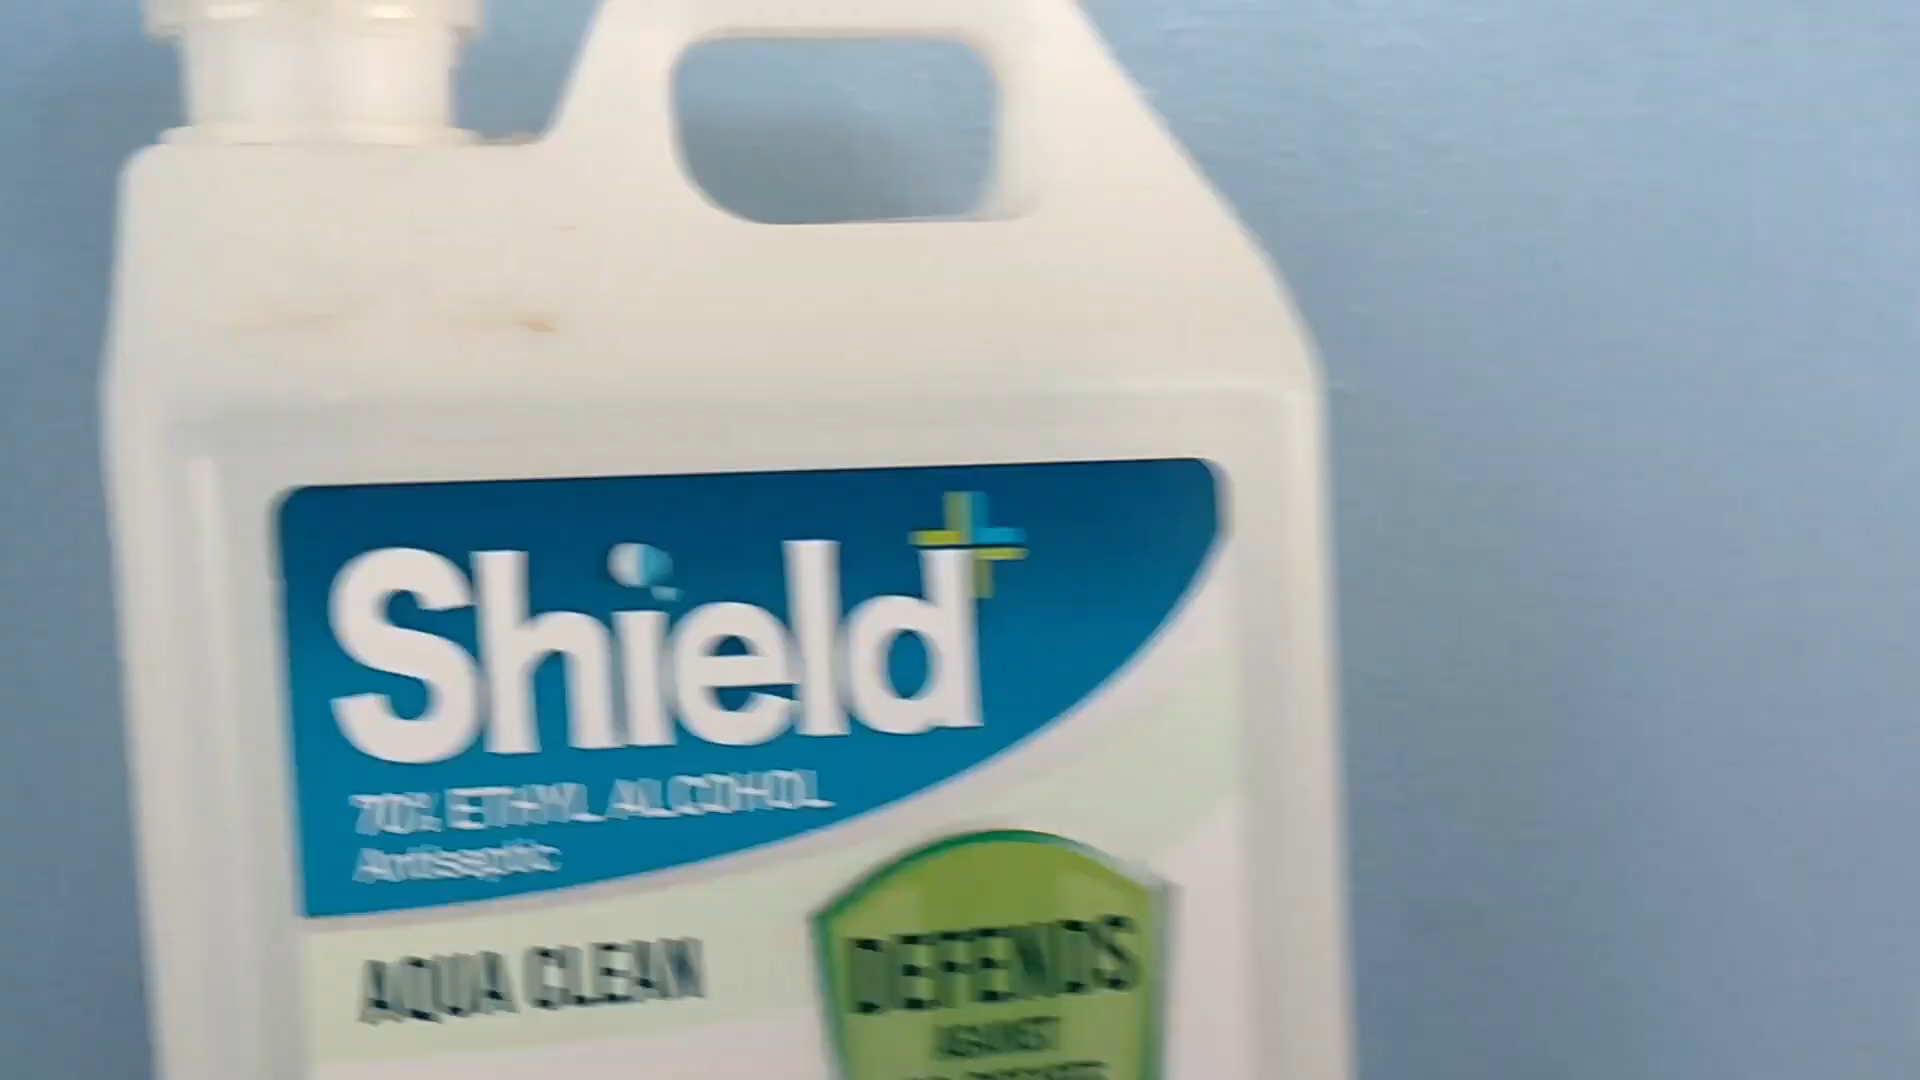 Shield+
70% ETHYL ALCOHOL
Antiseptic
AQUA CLEAN
DEFENDS
AGAINST